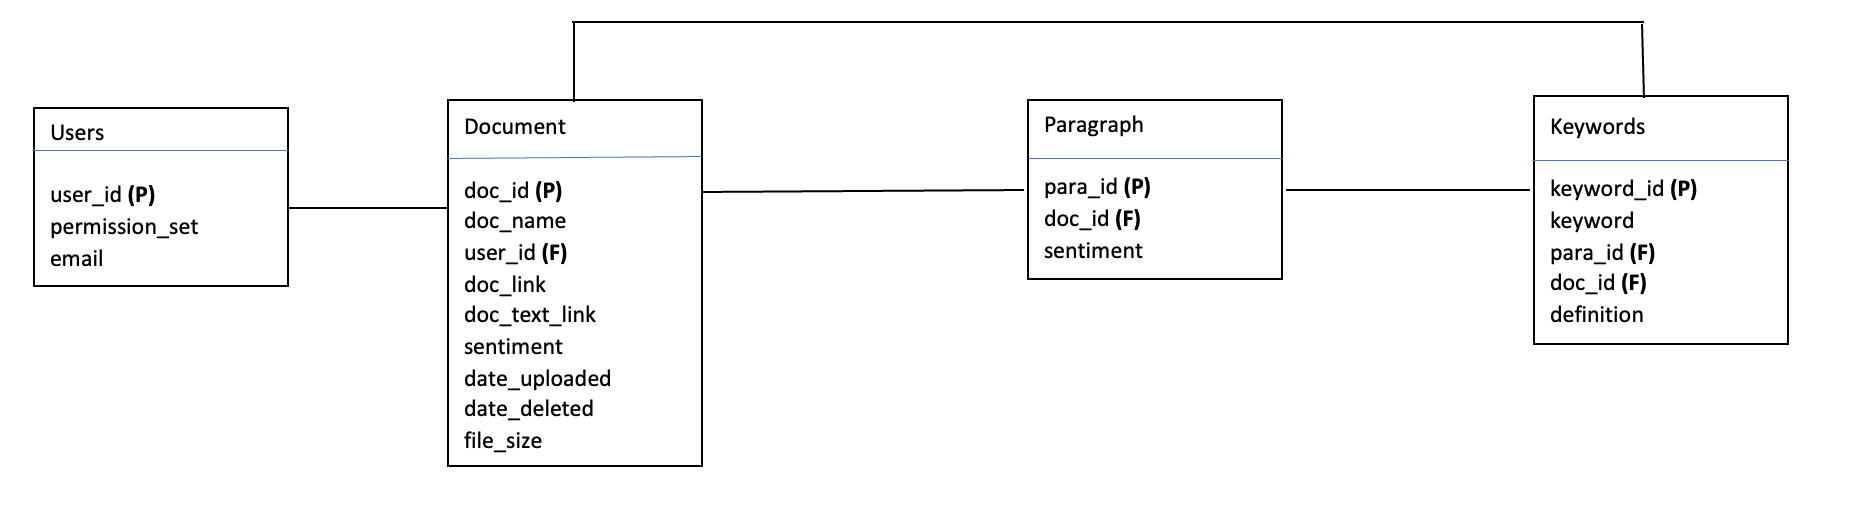 Users
user_id (P)
permission_set
email
Document
doc_id (P)
doc_name
user_id (F)
doc_link
doc_text_link
sentiment
date_uploaded
date_deleted
file_size
Paragraph
para_id (P)
doc_id (F)
sentiment
Keywords
keyword_id (P)
keyword
para_id (F)
doc_id (F)
definition